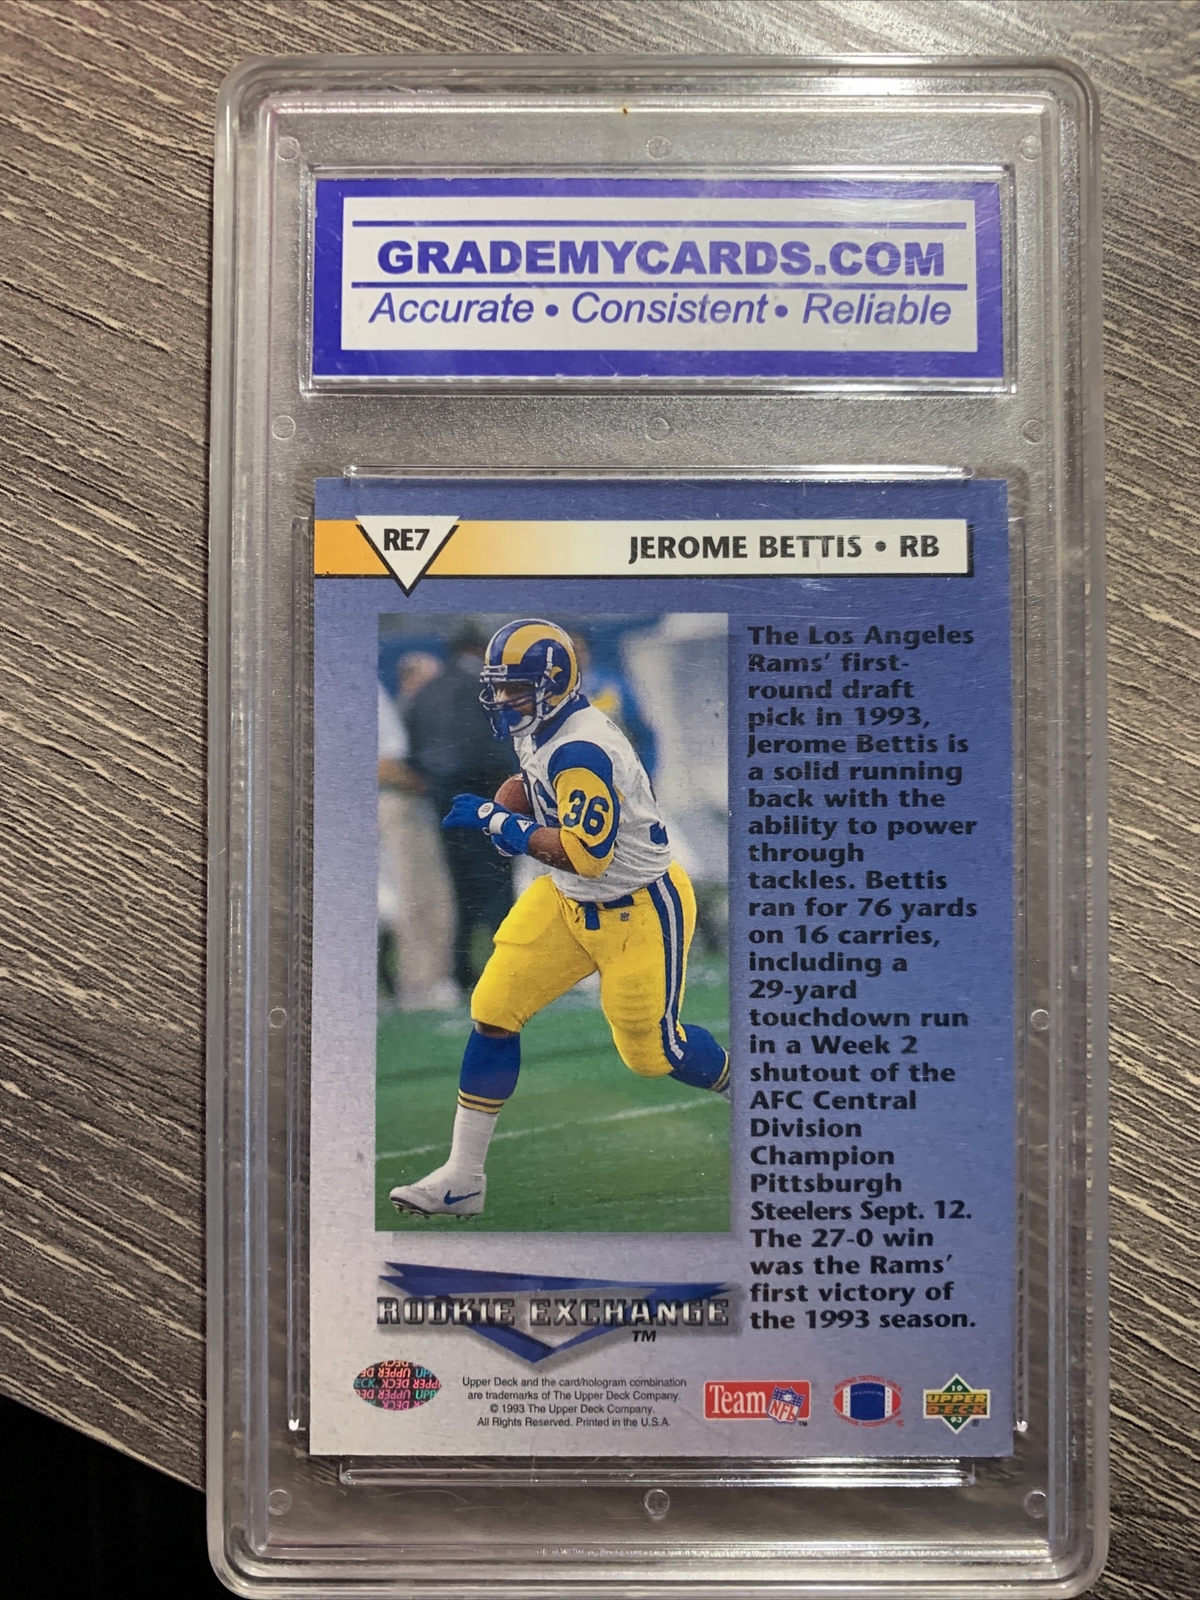 GRADEMYCARDS.COM
Accurate • Consistent • Reliable
RE7
JEROME BETTIS • RB
36
The Los Angeles
Rams' first-
round draft
pick in 1993,
Jerome Bettis is
a solid running
back with the
ability to power
through
tackles. Bettis
ran for 76 yards
on 16 carries,
including a
29-yard
touchdown run
in a Week 2
shutout of the
AFC Central
Division
Champion
Pittsburgh
Steelers Sept. 12.
The 27-0 win
was the Rams'
first victory of
the 1993 season.
ROOKIE EXCHANGE
TM
Upper Deck and the card/hologram combination
are trademarks of The Upper Deck Company.
© 1993 The Upper Deck Company.
All Rights Reserved. Printed in the U.S.A.
Team NFL TM
19
UPPER
DECK
93